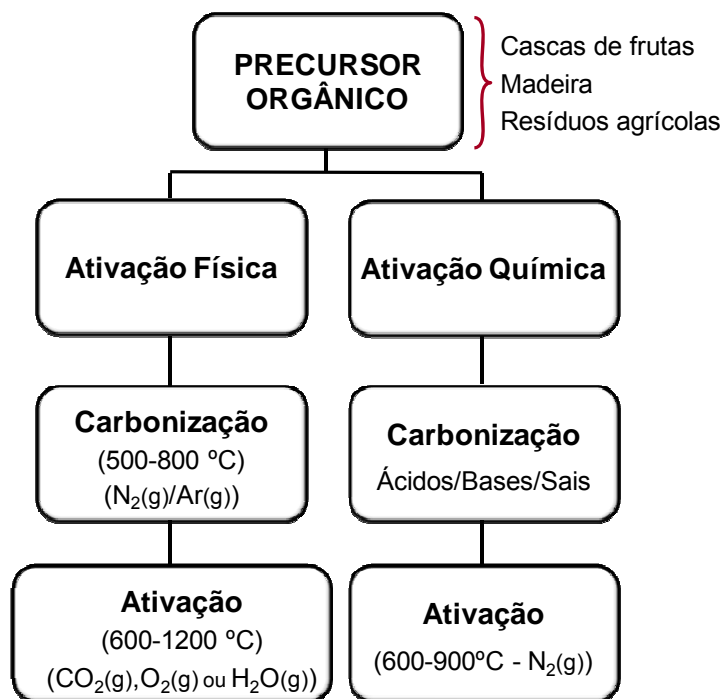 PRECURSOR
ORGÂNICO
Cascas de frutas
Madeira
Resíduos agrícolas
Ativação Física
Ativação Química
Carbonização
(500-800 ºC)
(N₂(g)/Ar(g))
Carbonização
Ácidos/Bases/Sais
Ativação
(600-1200 ºC)
(CO₂(g),O₂(g) ou H₂O(g))
Ativação
(600-900ºC - N₂(g))